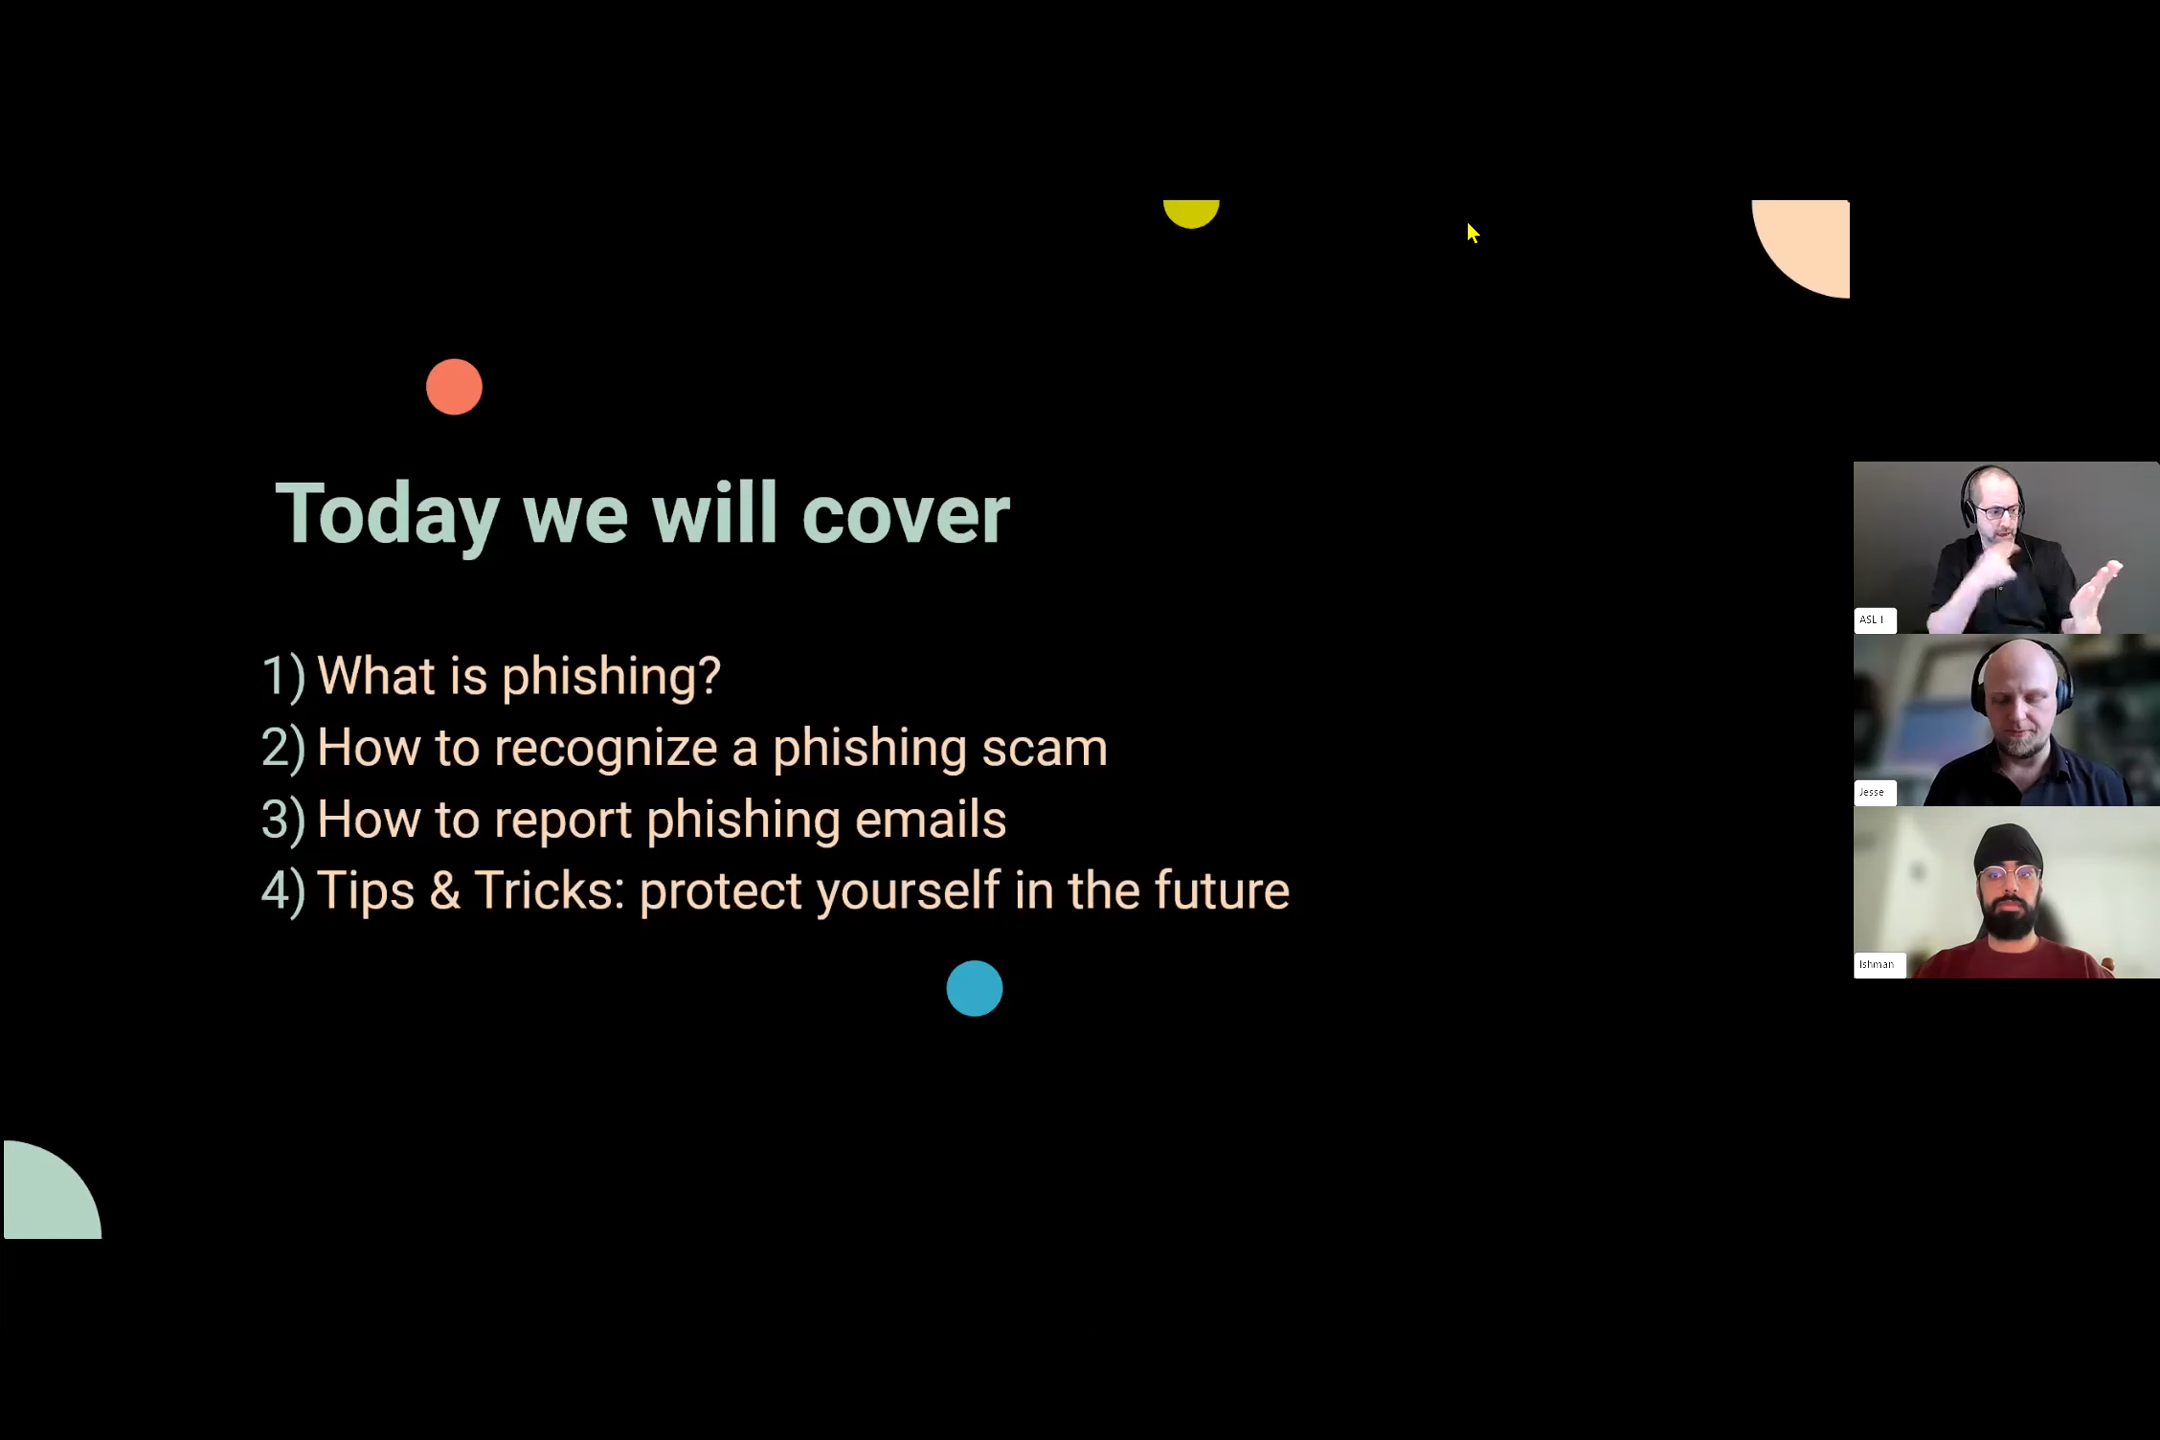 Today we will cover
1) What is phishing?
2) How to recognize a phishing scam
3) How to report phishing emails
4) Tips & Tricks: protect yourself in the future
ASL I
Jesse
Ishman